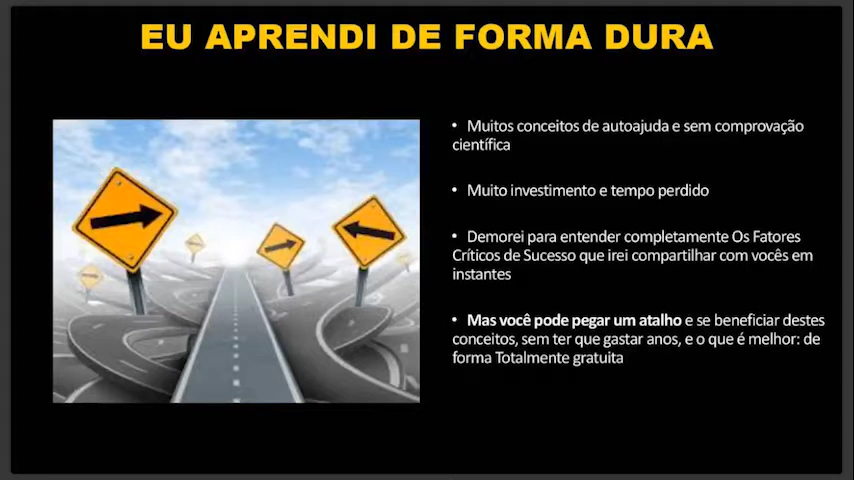 EU APRENDI DE FORMA DURA
• Muitos conceitos de autoajuda e sem comprovação
científica
• Muito investimento e tempo perdido
• Demorei para entender completamente Os Fatores
Críticos de Sucesso que irei compartilhar com vocês em
instantes
• Mas você pode pegar um atalho e se beneficiar destes
conceitos, sem ter que gastar anos, e o que é melhor: de
forma Totalmente gratuita